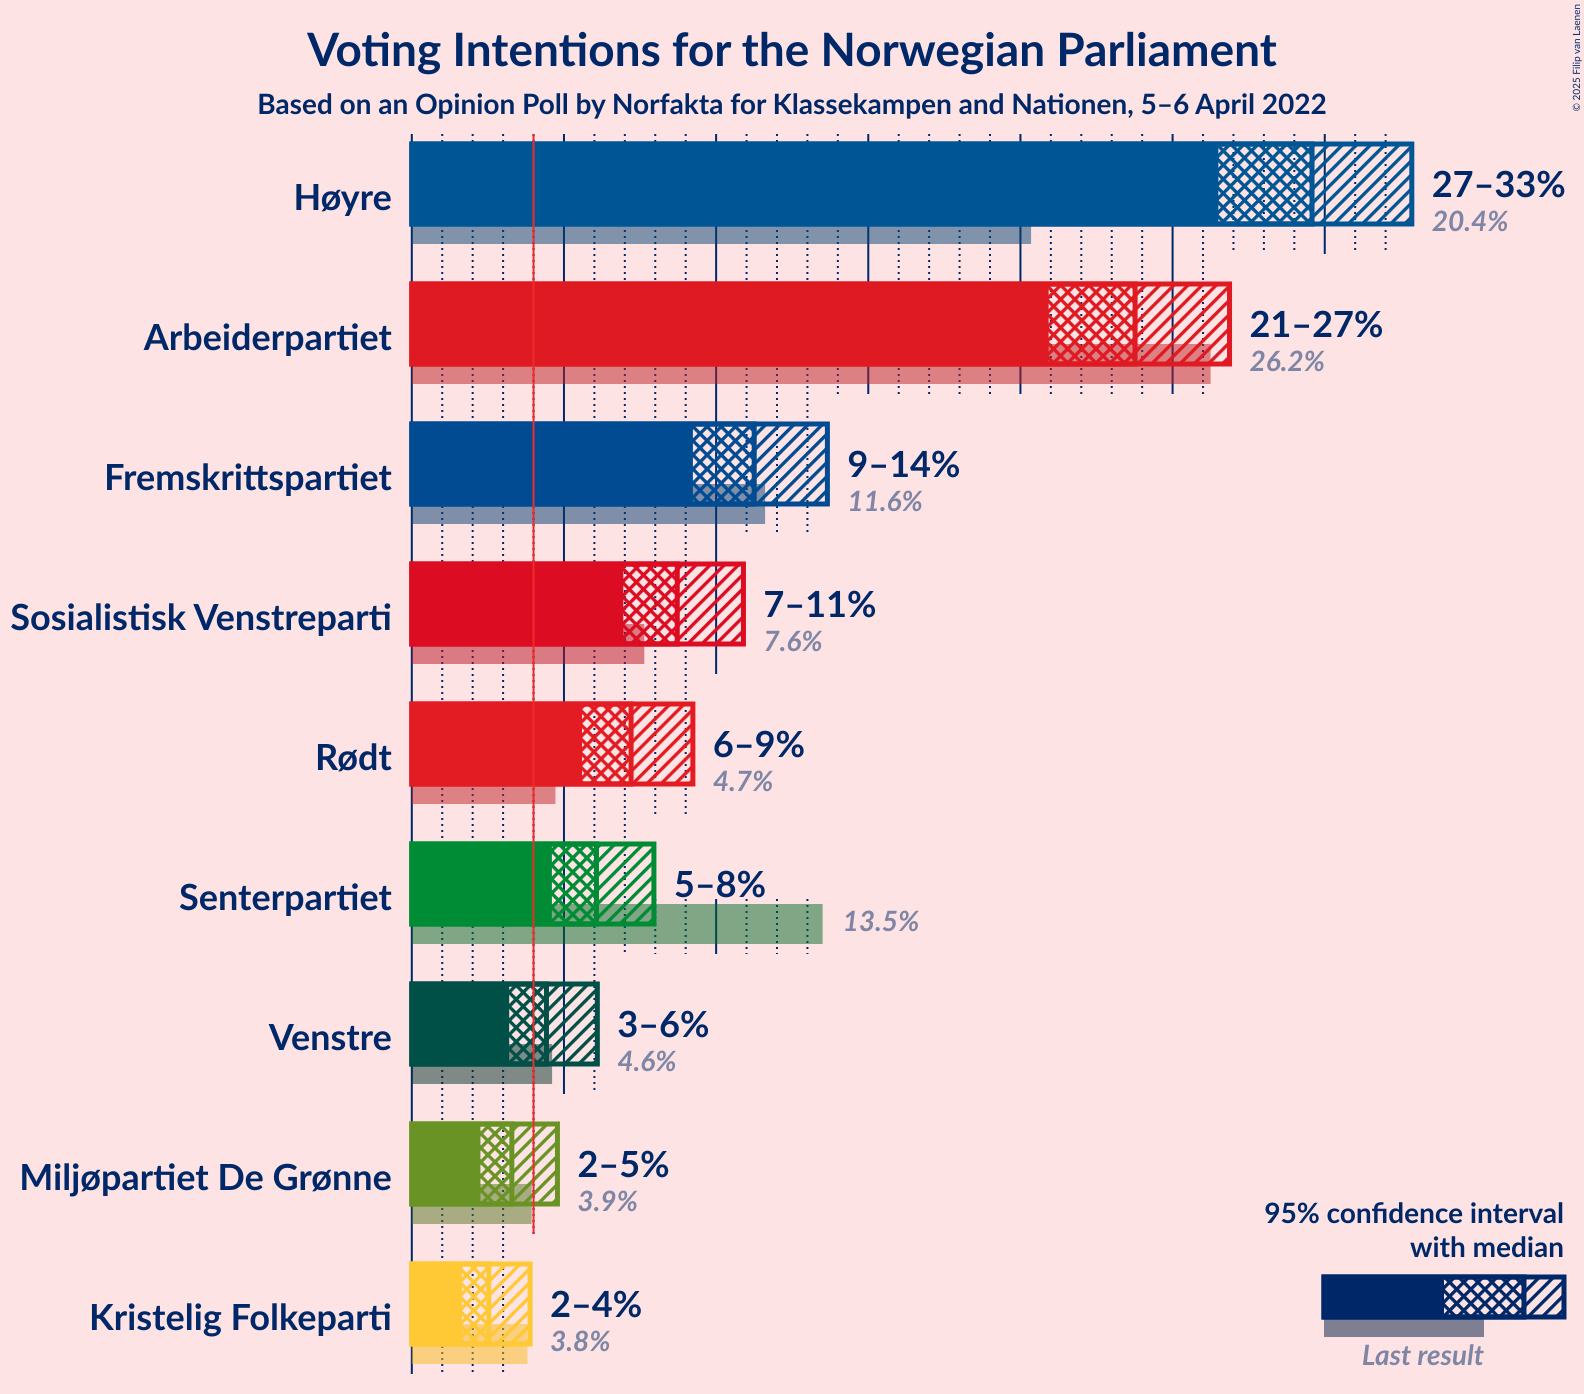 Voting Intentions for the Norwegian Parliament
Based on an Opinion Poll by Norfakta for Klassekampen and Nationen, 5–6 April 2022
© 2025 Filip van Laenen
Høyre
27–33%
20.4%
Arbeiderpartiet
21–27%
26.2%
Fremskrittspartiet
9–14%
11.6%
Sosialistisk Venstreparti
7–11%
7.6%
Rødt
6–9%
4.7%
Senterpartiet
5–8%
13.5%
Venstre
3–6%
4.6%
Miljøpartiet De Grønne
2–5%
3.9%
Kristelig Folkeparti
2–4%
3.8%
95% confidence interval
with median
Last result